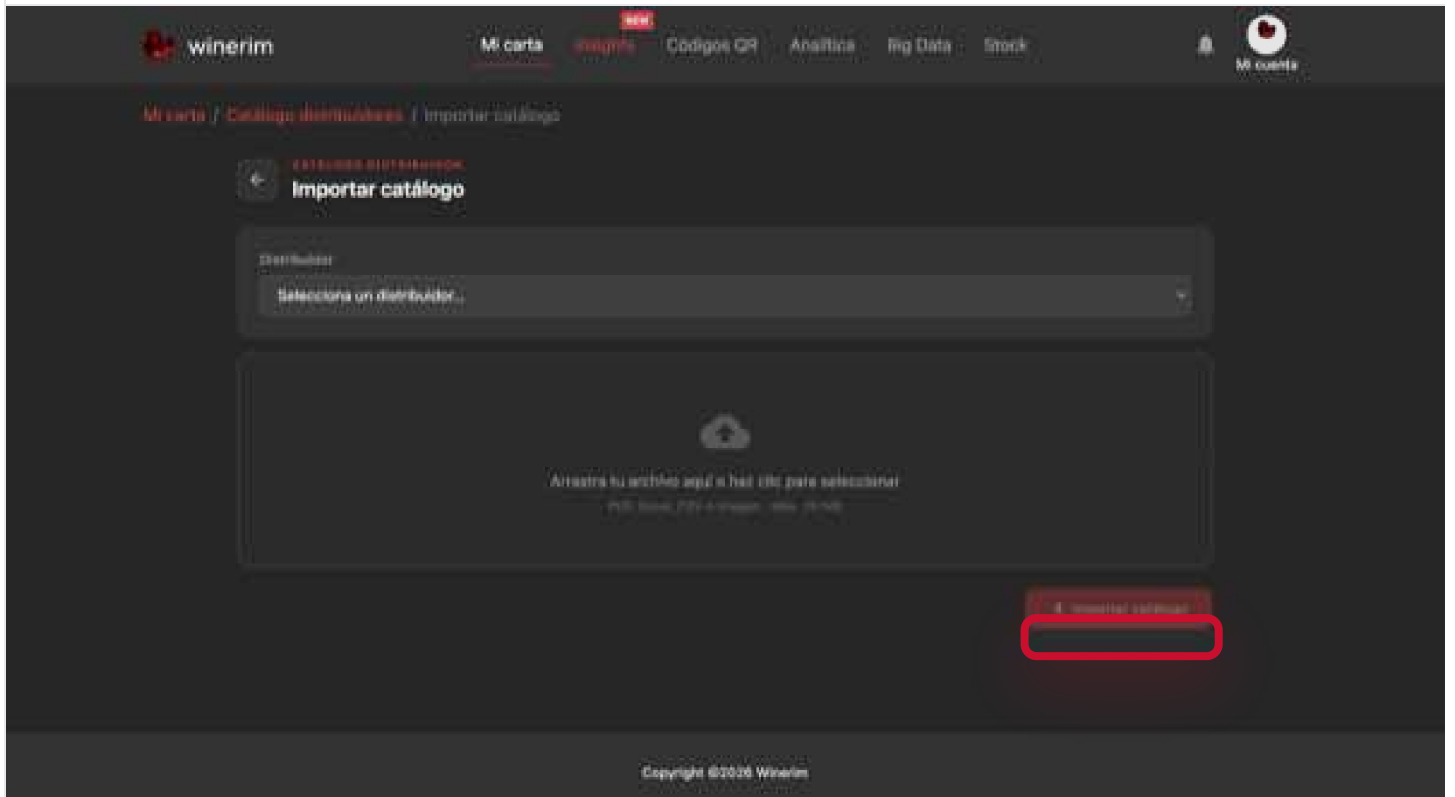 winerim
Mi carta
NEW
Insights
Códigos QR
Analítica
Big Data
Stock
Mi cuenta
Mi carta / Catálogo distribuidores / Importar catálogo
CATÁLOGO DISTRIBUIDOR
Importar catálogo
Distribuidor
Selecciona un distribuidor...
Arrastra tu archivo aquí o haz clic para seleccionar
Importar catálogo
Copyright ©2026 Winerim